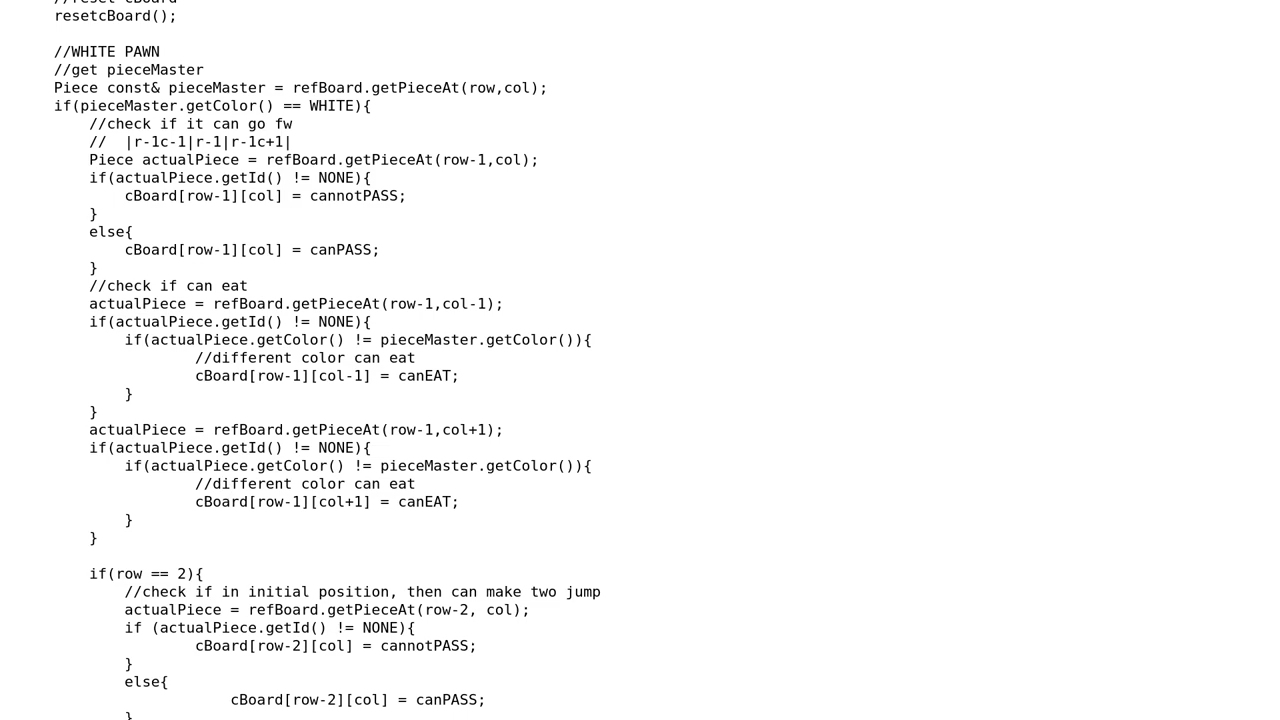 //reset cBoard
resetcBoard();
//WHITE PAWN
//get pieceMaster
Piece const& pieceMaster = refBoard.getPieceAt(row,col);
if(pieceMaster.getColor() == WHITE){
//check if it can go fw
//  |r-1c-1|r-1|r-1c+1|
Piece actualPiece = refBoard.getPieceAt(row-1,col);
if(actualPiece.getId() != NONE){
cBoard[row-1][col] = cannotPASS;
}
else{
cBoard[row-1][col] = canPASS;
}
//check if can eat
actualPiece = refBoard.getPieceAt(row-1,col-1);
if(actualPiece.getId() != NONE){
if(actualPiece.getColor() != pieceMaster.getColor()){
//different color can eat
cBoard[row-1][col-1] = canEAT;
}
}
actualPiece = refBoard.getPieceAt(row-1,col+1);
if(actualPiece.getId() != NONE){
if(actualPiece.getColor() != pieceMaster.getColor()){
//different color can eat
cBoard[row-1][col+1] = canEAT;
}
}
if(row == 2){
//check if in initial position, then can make two jump
actualPiece = refBoard.getPieceAt(row-2, col);
if (actualPiece.getId() != NONE){
cBoard[row-2][col] = cannotPASS;
}
else{
cBoard[row-2][col] = canPASS;
}